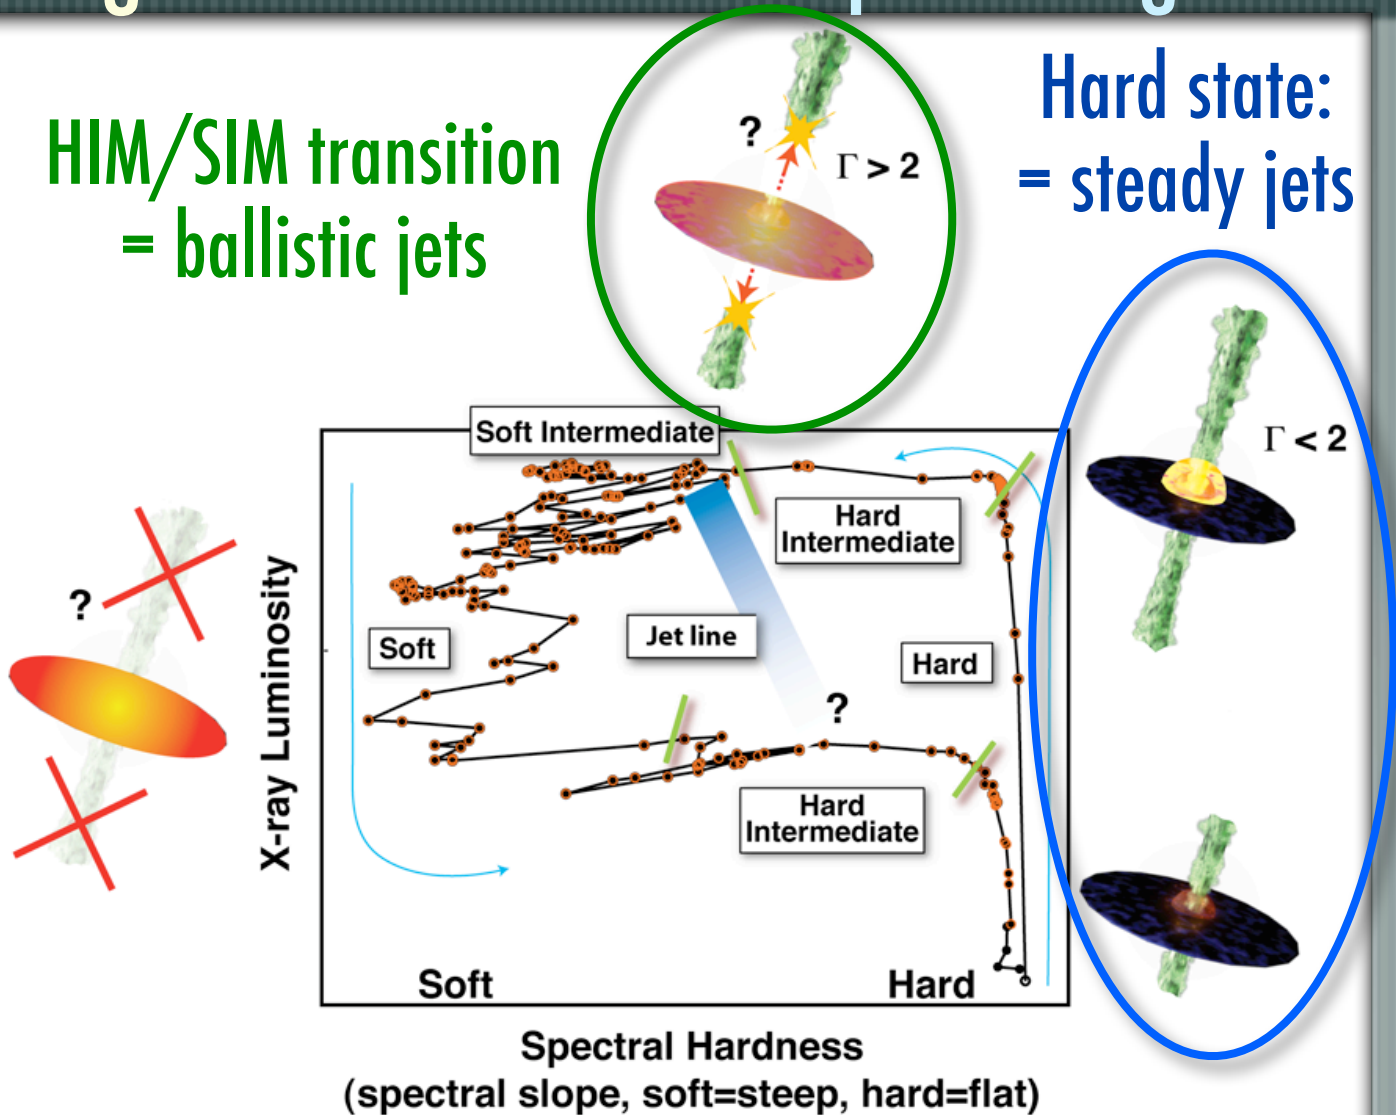 HIM/SIM transition
= ballistic jets
?
Γ > 2
Hard state:
= steady jets
Γ < 2
Soft Intermediate
Hard
Intermediate
?
Soft
Jet line
Hard
?
Hard
Intermediate
X-ray Luminosity
Soft
Hard
Spectral Hardness
(spectral slope, soft=steep, hard=flat)